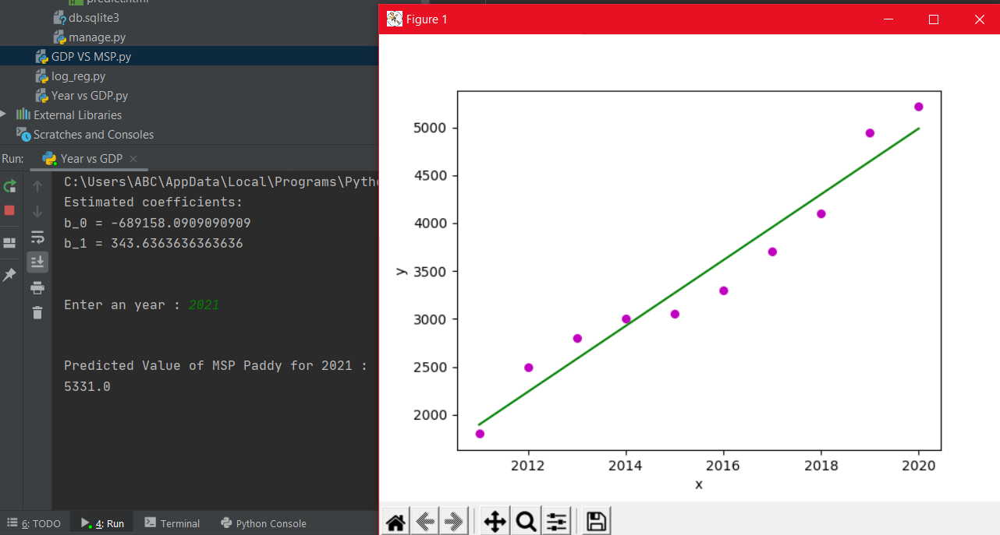 predict.html
db.sqlite3
manage.py
GDP VS MSP.py
log_reg.py
Year vs GDP.py
External Libraries
Scratches and Consoles
Run: Year vs GDP
C:\Users\ABC\AppData\Local\Programs\Pytho
Estimated coefficients:
b_0 = -689158.0909090909
b_1 = 343.6363636363636
Enter an year : 2021
Predicted Value of MSP Paddy for 2021 :
5331.0
6: TODO
4: Run
Terminal
Python Console
Figure 1
5000
4500
4000
y
3500
3000
2500
2000
2012 2014 2016 2018 2020
x